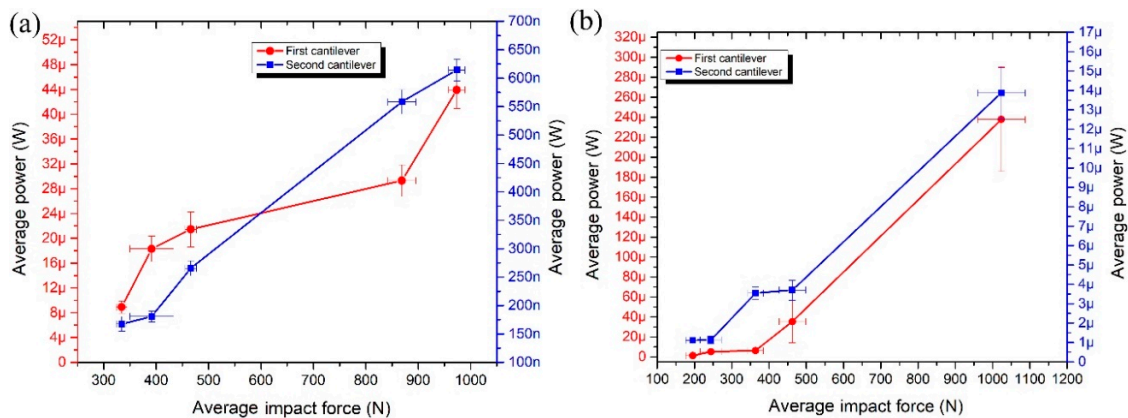 (a)
Average power (W)
52µ
48µ
44µ
40µ
36µ
32µ
28µ
24µ
20µ
16µ
12µ
8µ
4µ
0
First cantilever
Second cantilever
700n
650n
600n
550n
500n
450n
400n
350n
300n
250n
200n
150n
100n
Average power (W)
300 400 500 600 700 800 900 1000
Average impact force (N)
(b)
Average power (W)
320µ
300µ
280µ
260µ
240µ
220µ
200µ
180µ
160µ
140µ
120µ
100µ
80µ
60µ
40µ
20µ
0
First cantilever
Second cantilever
17µ
16µ
15µ
14µ
13µ
12µ
11µ
10µ
9µ
8µ
7µ
6µ
5µ
4µ
3µ
2µ
1µ
0
Average power (W)
100 200 300 400 500 600 700 800 900 1000 1100 1200
Average impact force (N)